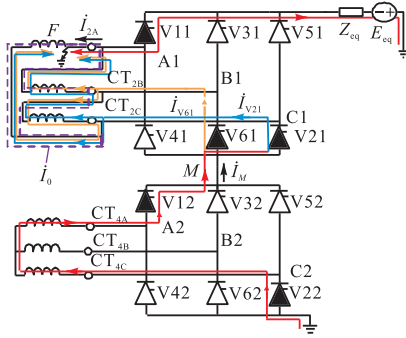 F İ2A V11 V31 V51 Zeq Eeq
A1
CT2B B1
CT2C İV61 İV21 C1
V41 V61 V21
İ0
M İM
V12 V32 V52
CT4A A2
CT4B B2
CT4C C2
V42 V62 V22